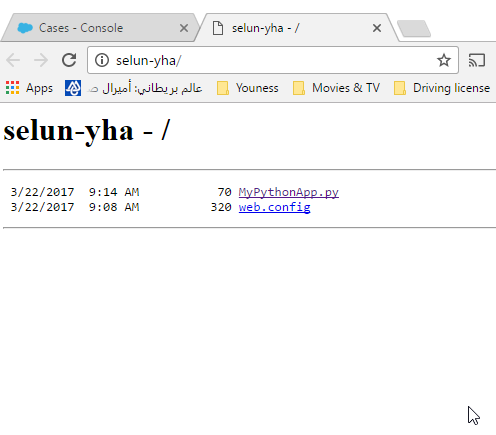 Cases - Console
selun-yha - /
selun-yha/
Apps
عالم بريطاني: أميرال
Youness
Movies & TV
Driving license
selun-yha - /
3/22/2017 9:14 AM 70 MyPythonApp.py
3/22/2017 9:08 AM 320 web.config